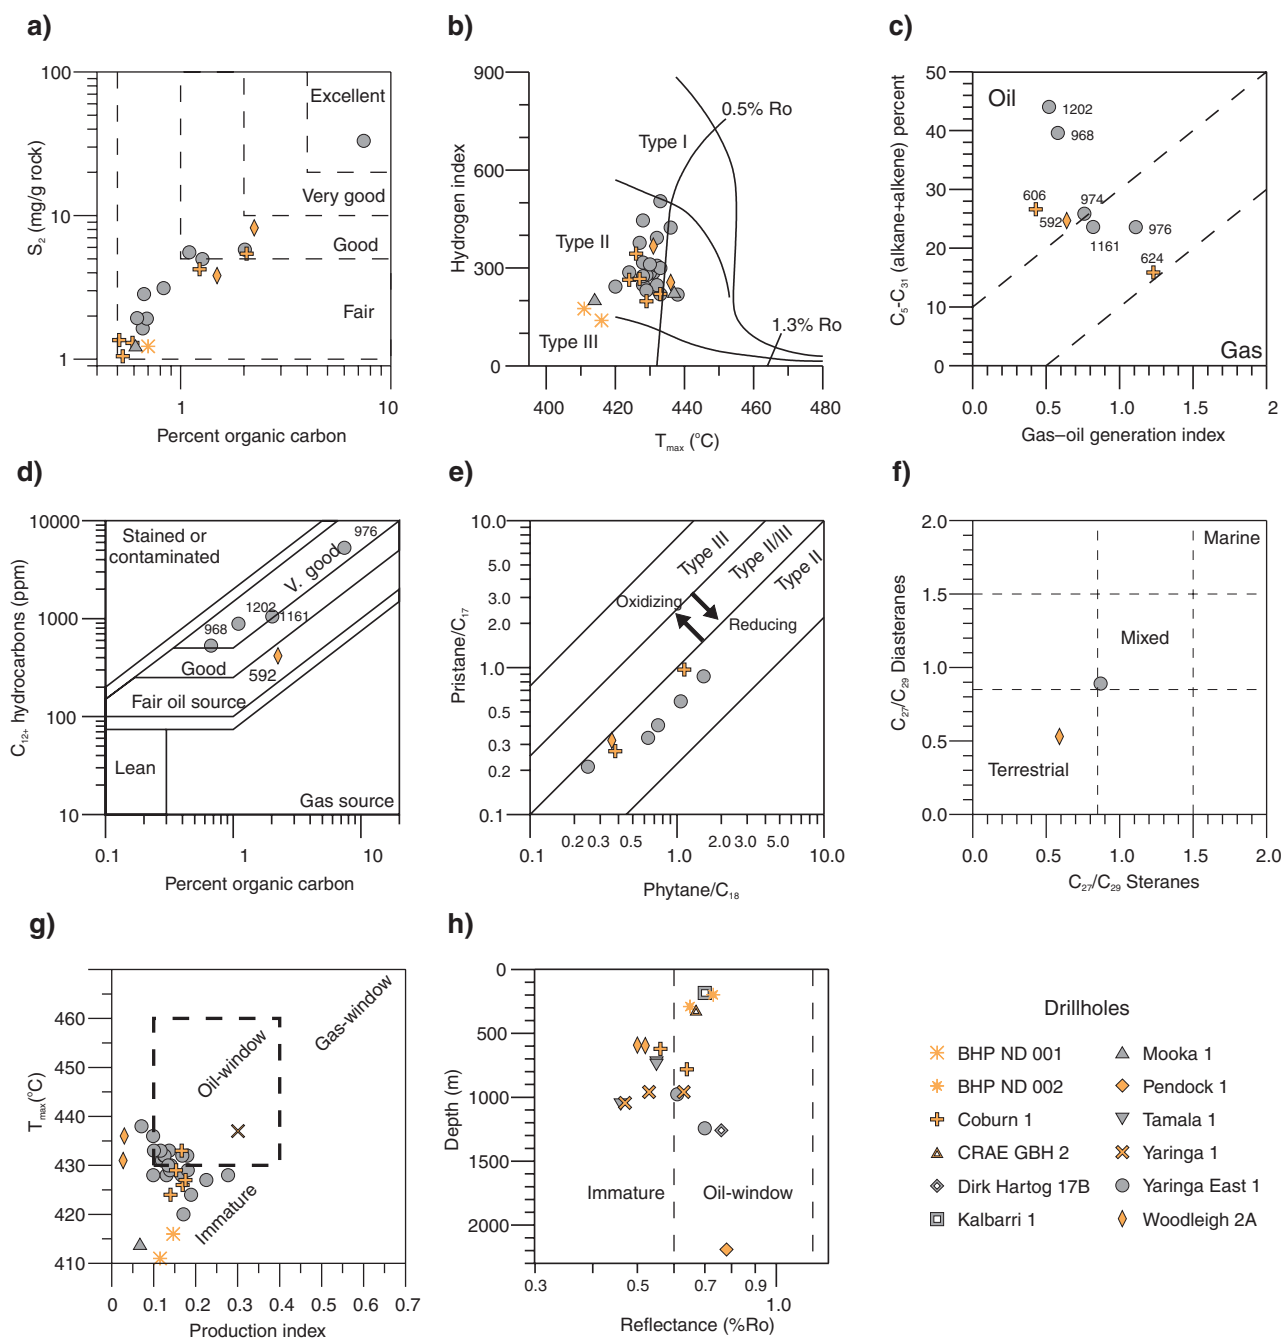 a)
100
10
1
S2 (mg/g rock)
Excellent
Very good
Good
Fair
1
10
Percent organic carbon
b)
900
600
300
0
Hydrogen index
Type I
0.5% Ro
Type II
Type III
1.3% Ro
400
420
440
460
480
Tmax (°C)
c)
50
40
30
20
10
0
C5-C31 (alkane+alkene) percent
Oil
1202
968
606
592
974
1161
976
624
Gas
0.0
0.5
1.0
1.5
2
Gas–oil generation index
d)
10000
1000
100
10
C12+ hydrocarbons (ppm)
Stained or
contaminated
976
V. good
1202
1161
968
Good
592
Fair oil source
Lean
Gas source
0.1
1
10
Percent organic carbon
e)
10.0
5.0
3.0
2.0
1.0
0.5
0.3
0.2
0.1
Pristane/C17
Type III
Type II/III
Type II
Oxidizing
Reducing
0.1
0.2
0.3
0.5
1.0
2.0
3.0
5.0
10.0
Phytane/C18
f)
2.0
1.5
1.0
0.5
0.0
C27/C29 Diasteranes
Marine
Mixed
Terrestrial
0.0
0.5
1.0
1.5
2.0
C27/C29 Steranes
g)
460
450
440
430
420
410
Tmax(°C)
Oil-window
Gas-window
Immature
0
0.1
0.2
0.3
0.4
0.5
0.6
0.7
Production index
h)
0
500
1000
1500
2000
Depth (m)
Immature
Oil-window
0.3
0.5
0.7
0.9
1.0
Reflectance (%Ro)
Drillholes
BHP ND 001
BHP ND 002
Coburn 1
CRAE GBH 2
Dirk Hartog 17B
Kalbarri 1
Mooka 1
Pendock 1
Tamala 1
Yaringa 1
Yaringa East 1
Woodleigh 2A